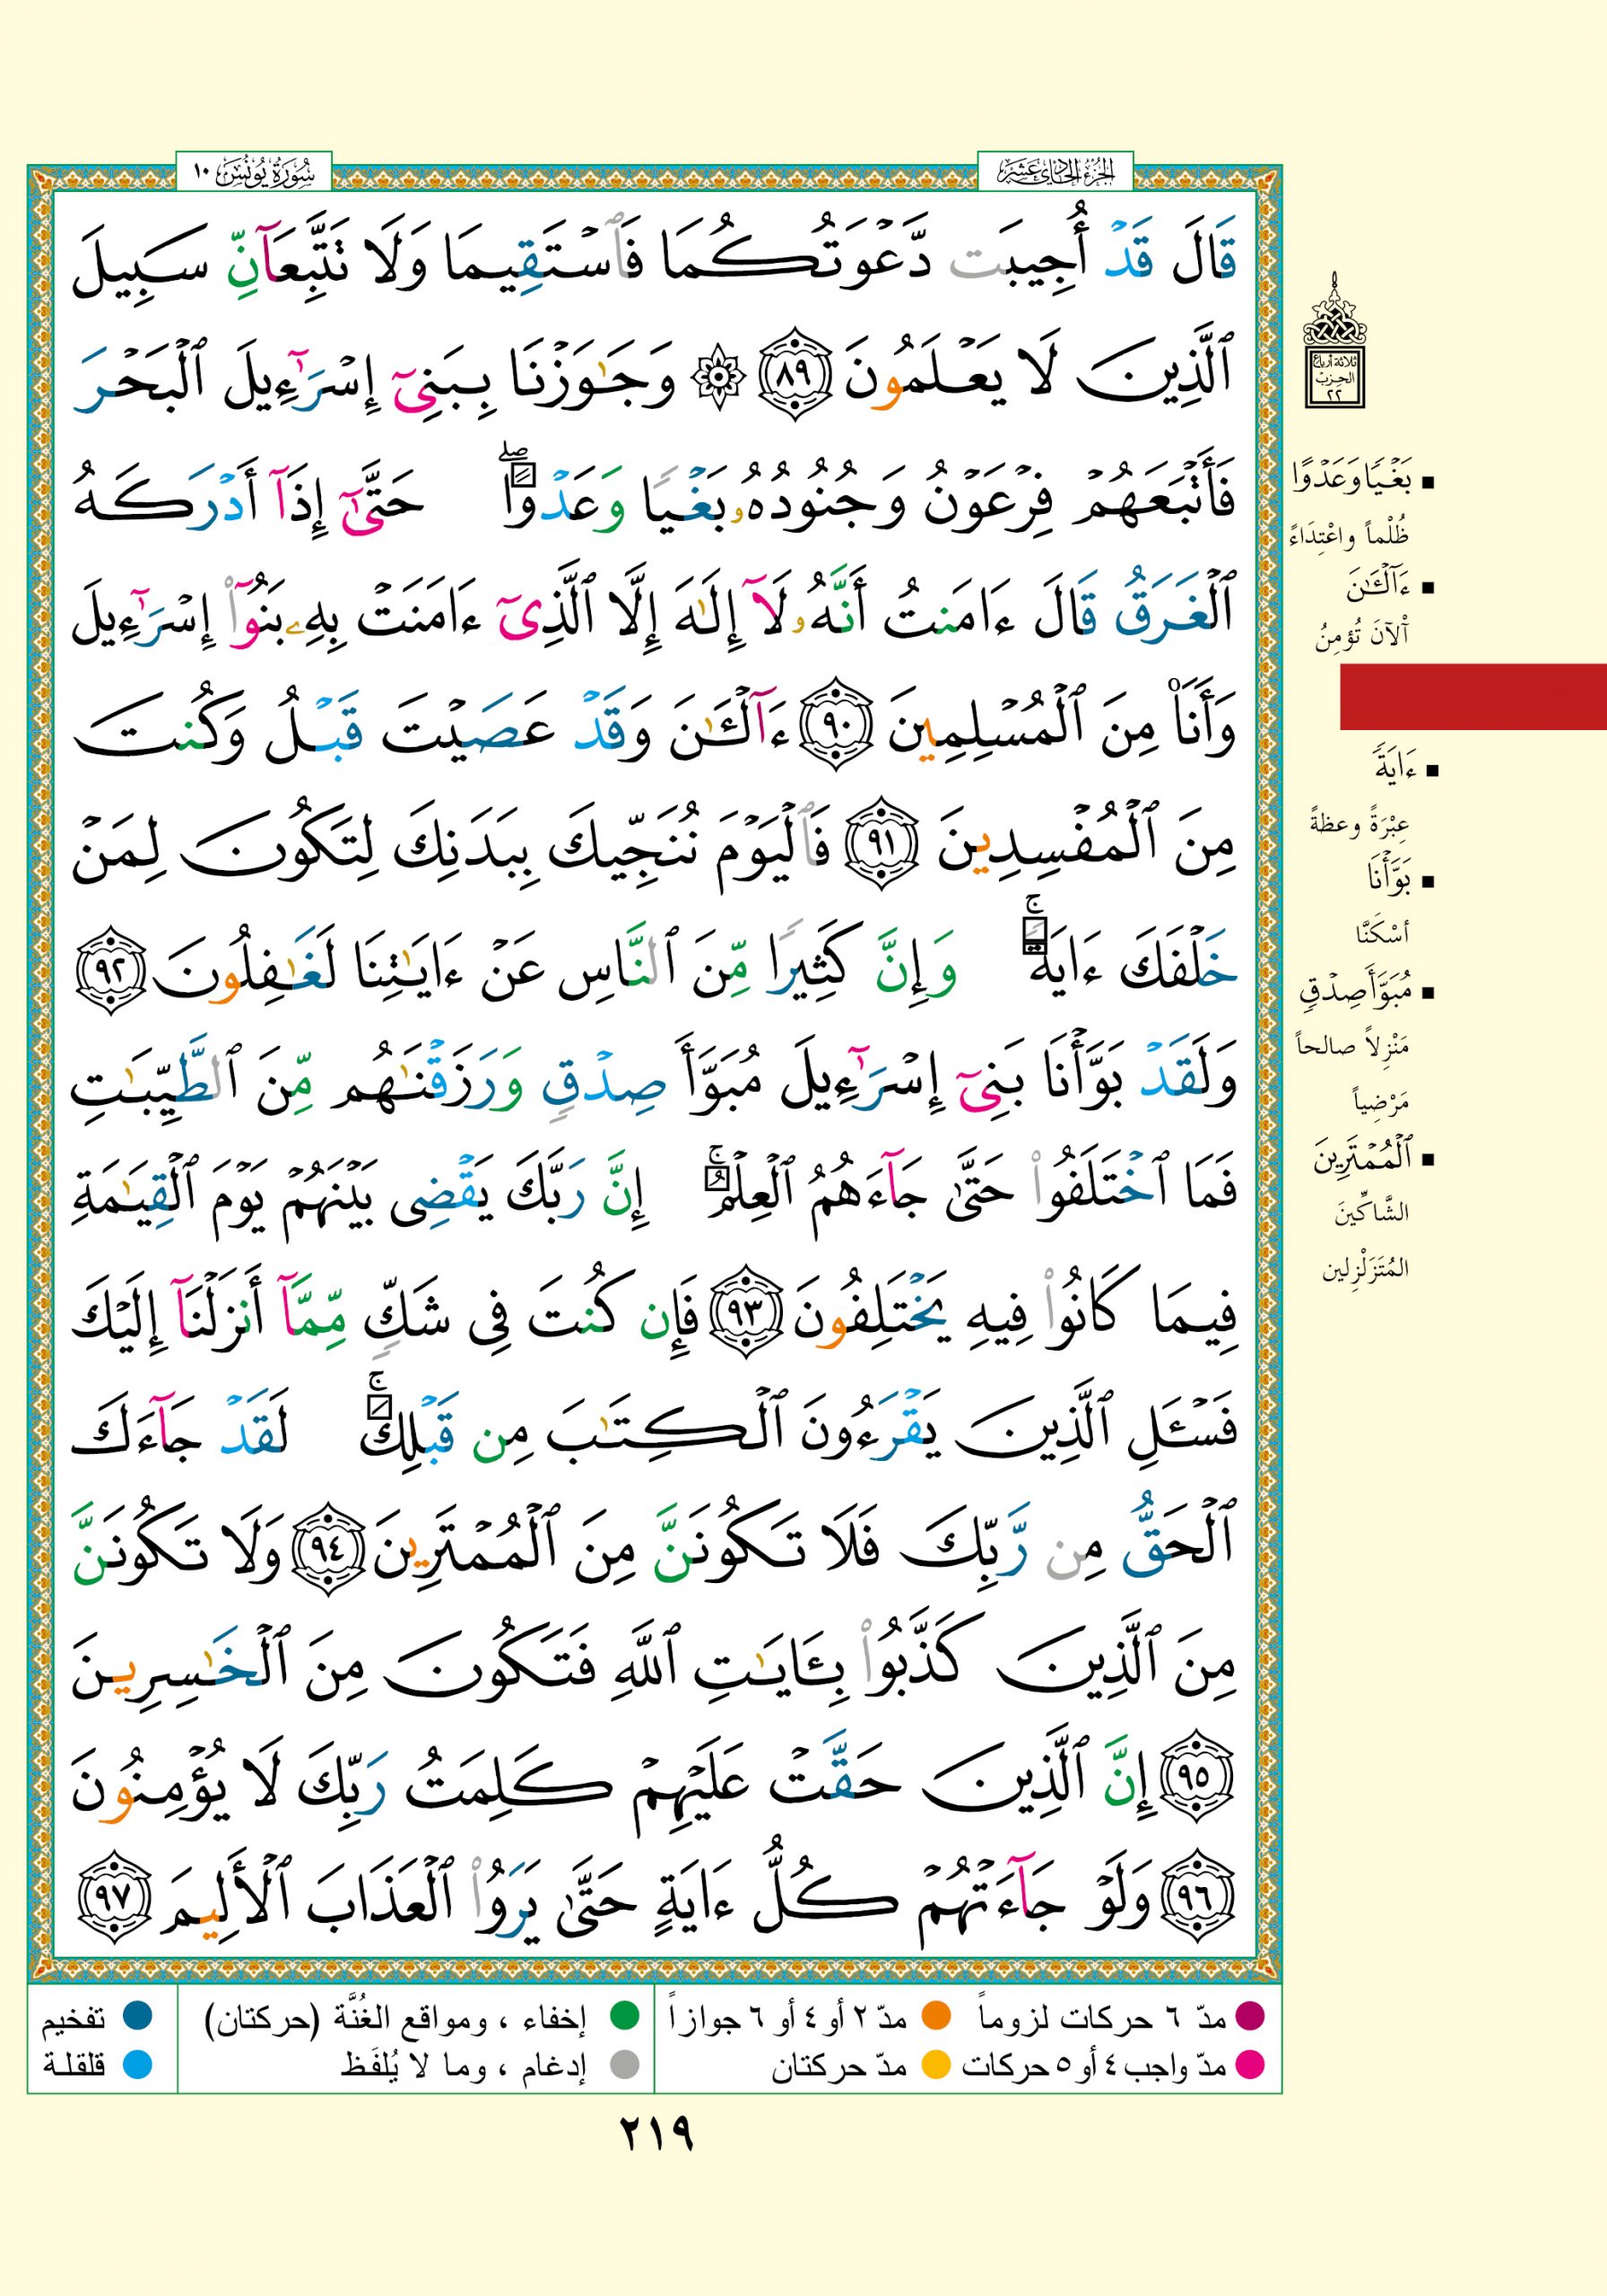 سُورَةُ يُونُسَ ١٠
الجُزْءُ الحَادِي عَشَرَ
قَالَ قَدْ أُجِيبَت دَّعْوَتُكُمَا فَٱسْتَقِيمَا وَلَا تَتَّبِعَآنِّ سَبِيلَ
ٱلَّذِينَ لَا يَعْلَمُونَ ٨٩ ۞ وَجَٰوَزْنَا بِبَنِىٓ إِسْرَٰٓءِيلَ ٱلْبَحْرَ
فَأَتْبَعَهُمْ فِرْعَوْنُ وَجُنُودُهُۥ بَغْيًا وَعَدْوًا ۖ حَتَّىٰٓ إِذَآ أَدْرَكَهُ
ٱلْغَرَقُ قَالَ ءَامَنتُ أَنَّهُۥ لَآ إِلَٰهَ إِلَّا ٱلَّذِىٓ ءَامَنَتْ بِهِۦ بَنُوٓا۟ إِسْرَٰٓءِيلَ
وَأَنَا۠ مِنَ ٱلْمُسْلِمِينَ ٩٠ ءَآلْـَٰٔنَ وَقَدْ عَصَيْتَ قَبْلُ وَكُنتَ
مِنَ ٱلْمُفْسِدِينَ ٩١ فَٱلْيَوْمَ نُنَجِّيكَ بِبَدَنِكَ لِتَكُونَ لِمَنْ
خَلْفَكَ ءَايَةً ۚ وَإِنَّ كَثِيرًا مِّنَ ٱلنَّاسِ عَنْ ءَايَٰتِنَا لَغَٰفِلُونَ ٩٢
وَلَقَدْ بَوَّأْنَا بَنِىٓ إِسْرَٰٓءِيلَ مُبَوَّأَ صِدْقٍ وَرَزَقْنَٰهُم مِّنَ ٱلطَّيِّبَٰتِ
فَمَا ٱخْتَلَفُوا۟ حَتَّىٰ جَآءَهُمُ ٱلْعِلْمُ ۚ إِنَّ رَبَّكَ يَقْضِى بَيْنَهُمْ يَوْمَ ٱلْقِيَٰمَةِ
فِيمَا كَانُوا۟ فِيهِ يَخْتَلِفُونَ ٩٣ فَإِن كُنتَ فِى شَكٍّ مِّمَّآ أَنزَلْنَآ إِلَيْكَ
فَسْـَٔلِ ٱلَّذِينَ يَقْرَءُونَ ٱلْكِتَٰبَ مِن قَبْلِكَ ۚ لَقَدْ جَآءَكَ
ٱلْحَقُّ مِن رَّبِّكَ فَلَا تَكُونَنَّ مِنَ ٱلْمُمْتَرِينَ ٩٤ وَلَا تَكُونَنَّ
مِنَ ٱلَّذِينَ كَذَّبُوا۟ بِـَٔايَٰتِ ٱللَّهِ فَتَكُونَ مِنَ ٱلْخَٰسِرِينَ
٩٥ إِنَّ ٱلَّذِينَ حَقَّتْ عَلَيْهِمْ كَلِمَتُ رَبِّكَ لَا يُؤْمِنُونَ
٩٦ وَلَوْ جَآءَتْهُمْ كُلُّ ءَايَةٍ حَتَّىٰ يَرَوُا۟ ٱلْعَذَابَ ٱلْأَلِيمَ ٩٧
ثلاثة أرباع
الحزب
٢٢
▪ بَغْيًا وَعَدْوًا
ظُلْماً واعْتِدَاءً
▪ ءَآلْـَٰٔنَ
آلآنَ تُؤمِنُ
▪ ءَايَةً
عِبْرَةً وعظةً
▪ بَوَّأْنَا
أسْكَنَّا
▪ مُبَوَّأَ صِدْقٍ
مَنْزِلاً صالحاً
مَرْضِياً
▪ ٱلْمُمْتَرِينَ
الشَّاكِّينَ
المُتَزَلْزِلين
مدّ ٦ حركات لزوماً
مدّ ٢ أو ٤ أو ٦ جوازاً
مدّ واجب ٤ أو ٥ حركات
مدّ حركتان
إخفاء ، ومواقع الغُنَّة (حركتان)
إدغام ، وما لا يُلفَظ
تفخيم
قلقلة
٢١٩